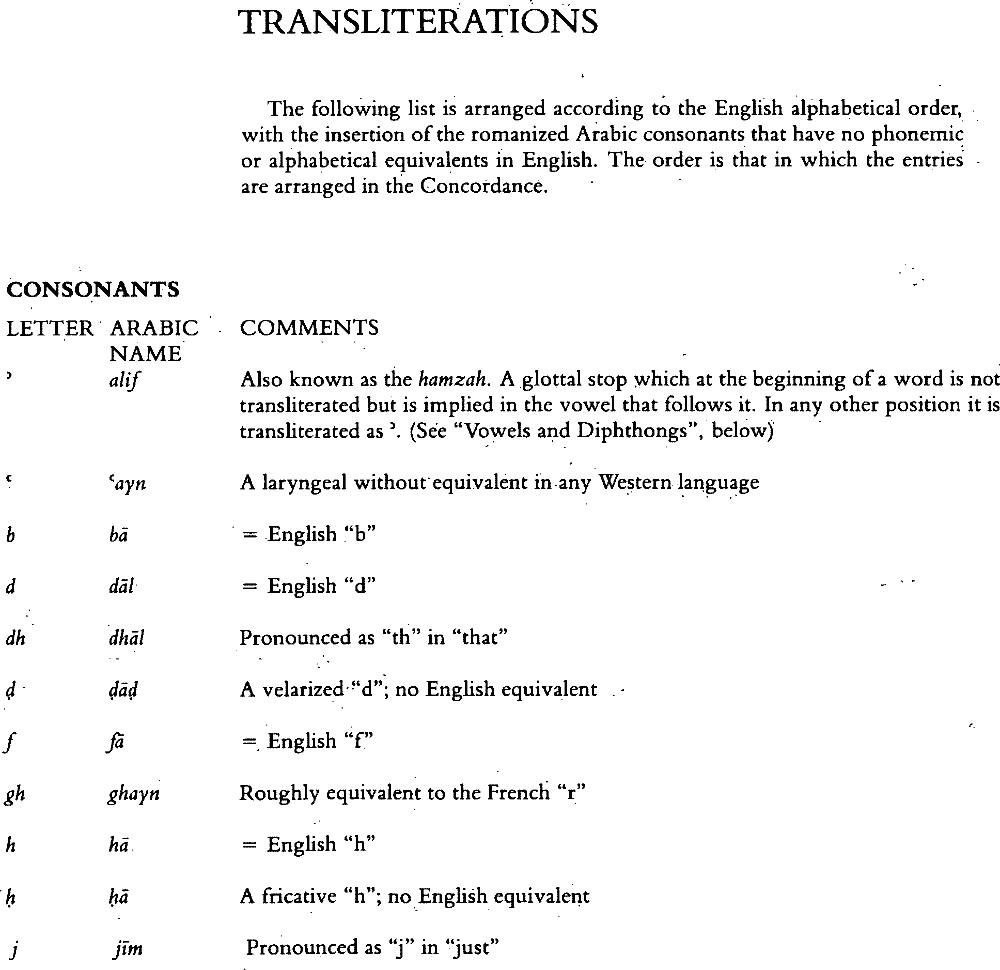 TRANSLITERATIONS
The following list is arranged according to the English alphabetical order,
with the insertion of the romanized Arabic consonants that have no phonemic
or alphabetical equivalents in English. The order is that in which the entries
are arranged in the Concordance.
CONSONANTS
LETTER ARABIC NAME COMMENTS
ʾ alif Also known as the hamzah. A glottal stop which at the beginning of a word is not
transliterated but is implied in the vowel that follows it. In any other position it is
transliterated as ʾ. (See “Vowels and Diphthongs”, below)
ʿ ʿayn A laryngeal without equivalent in any Western language
b bā = English “b”
d dāl = English “d”
dh dhāl Pronounced as “th” in “that”
ḍ ḍāḍ A velarized “d”; no English equivalent
f fā = English “f”
gh ghayn Roughly equivalent to the French “r”
h hā = English “h”
ḥ ḥā A fricative “h”; no English equivalent
j jīm Pronounced as “j” in “just”